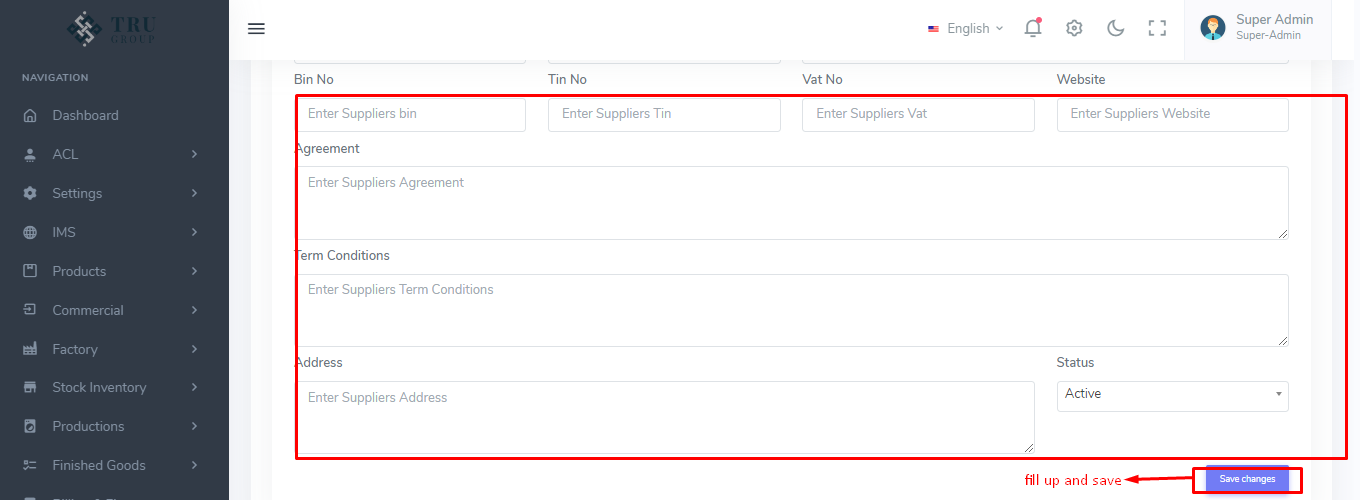 TRU
GROUP
English
Super Admin
Super-Admin
NAVIGATION
Dashboard
ACL
Settings
IMS
Products
Commercial
Factory
Stock Inventory
Productions
Finished Goods
Bin No Tin No Vat No Website
Enter Suppliers bin Enter Suppliers Tin Enter Suppliers Vat Enter Suppliers Website
Agreement
Enter Suppliers Agreement
Term Conditions
Enter Suppliers Term Conditions
Address Status
Enter Suppliers Address Active
fill up and save Save changes